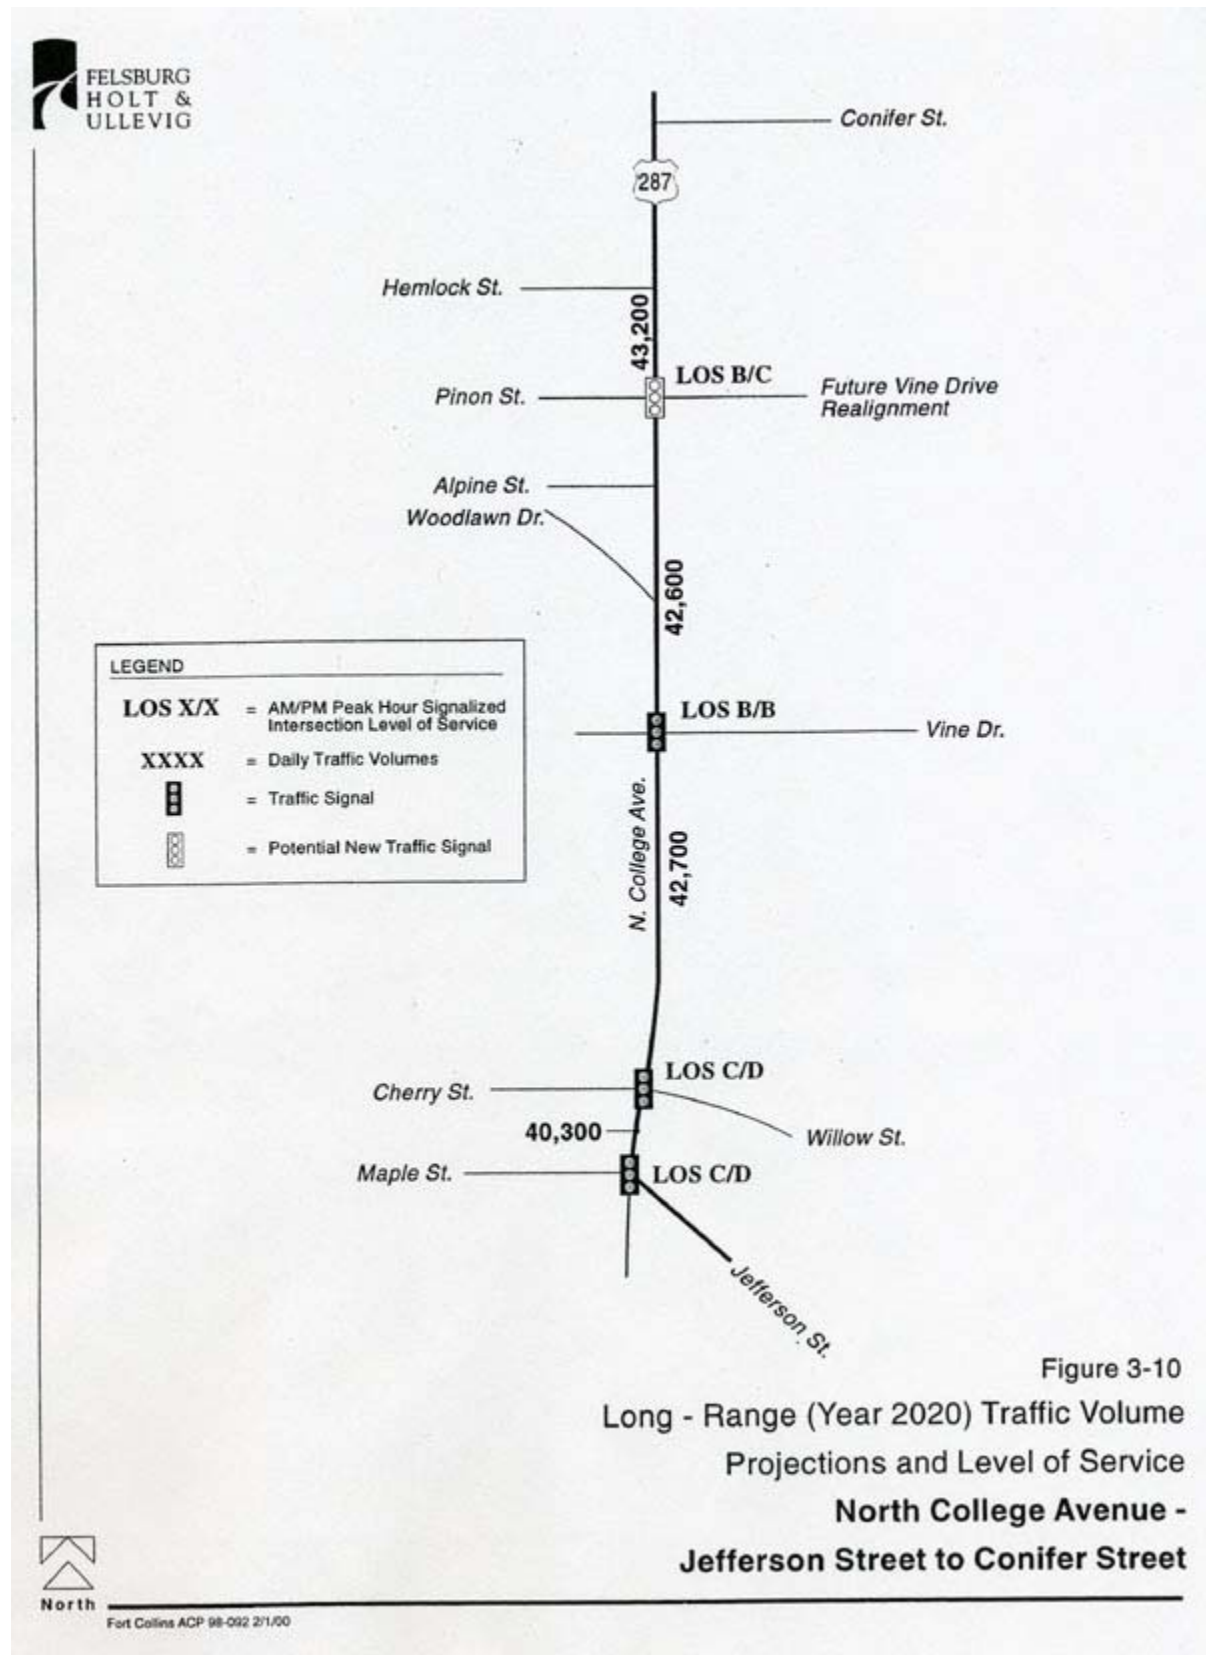 FELSBURG
HOLT &
ULLEVIG
Conifer St.
287
Hemlock St.
43,200
LOS B/C
Pinon St.
Future Vine Drive
Realignment
Alpine St.
Woodlawn Dr.
42,600
LEGEND
LOS X/X = AM/PM Peak Hour Signalized
Intersection Level of Service
XXXX = Daily Traffic Volumes
= Traffic Signal
= Potential New Traffic Signal
LOS B/B
Vine Dr.
N. College Ave.
42,700
LOS C/D
Cherry St.
40,300
Willow St.
Maple St.
LOS C/D
Jefferson St.
Figure 3-10
Long - Range (Year 2020) Traffic Volume
Projections and Level of Service
North College Avenue -
Jefferson Street to Conifer Street
North
Fort Collins ACP 98-092 2/1/00